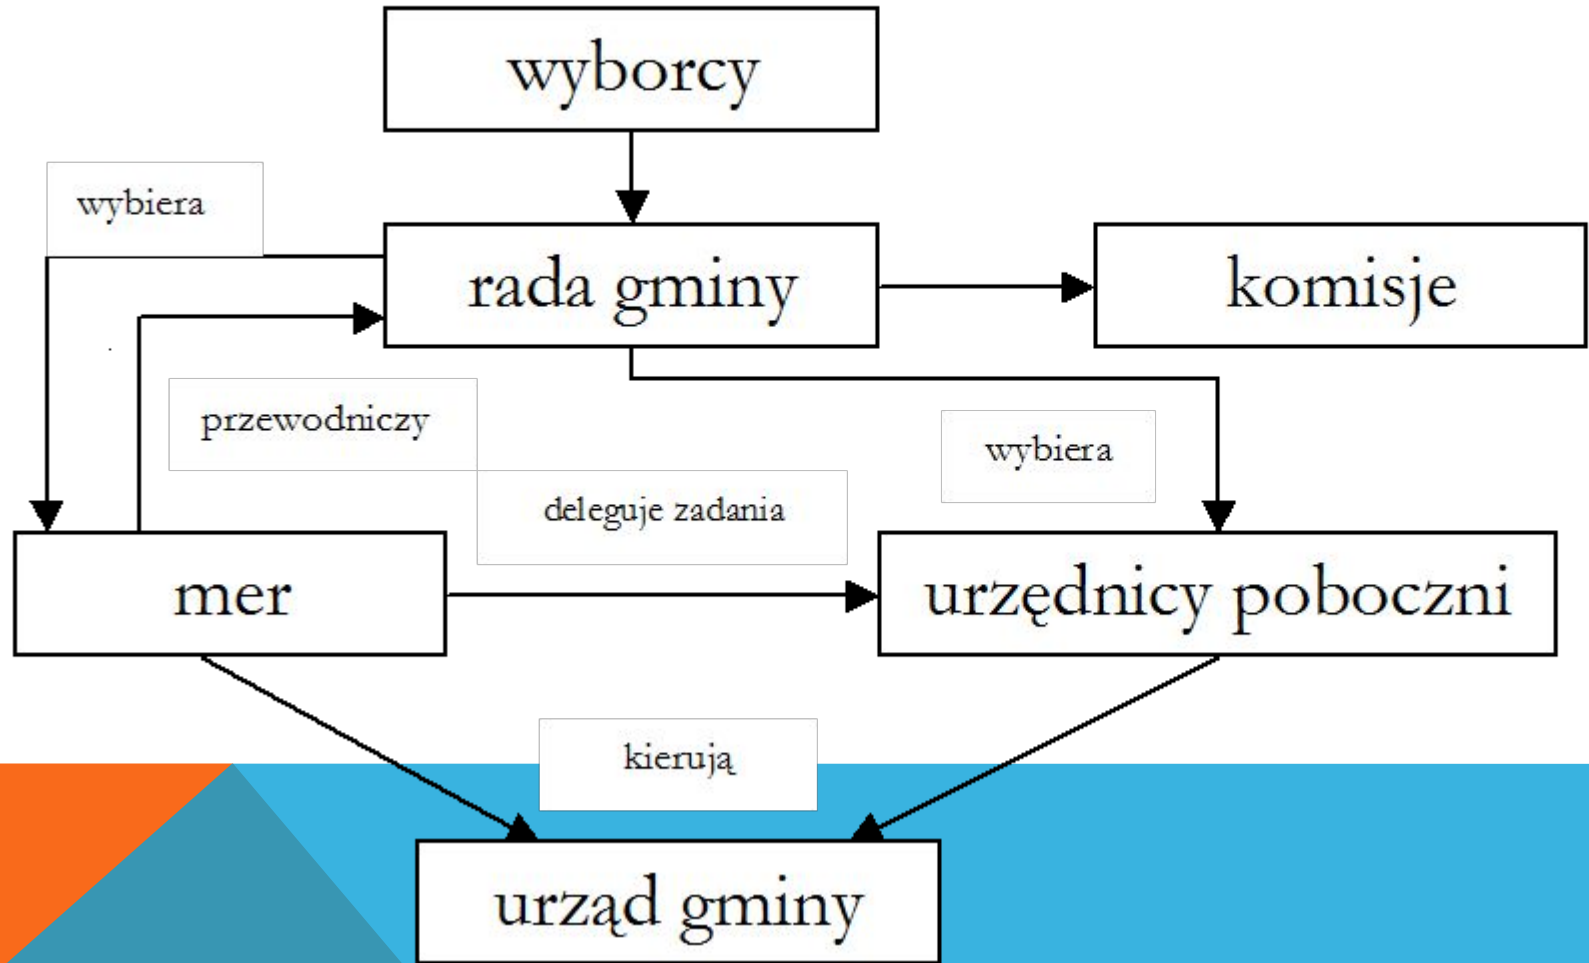 wyborcy
wybiera
rada gminy
komisje
przewodniczy
wybiera
deleguje zadania
mer
urzędnicy poboczni
kierują
urząd gminy